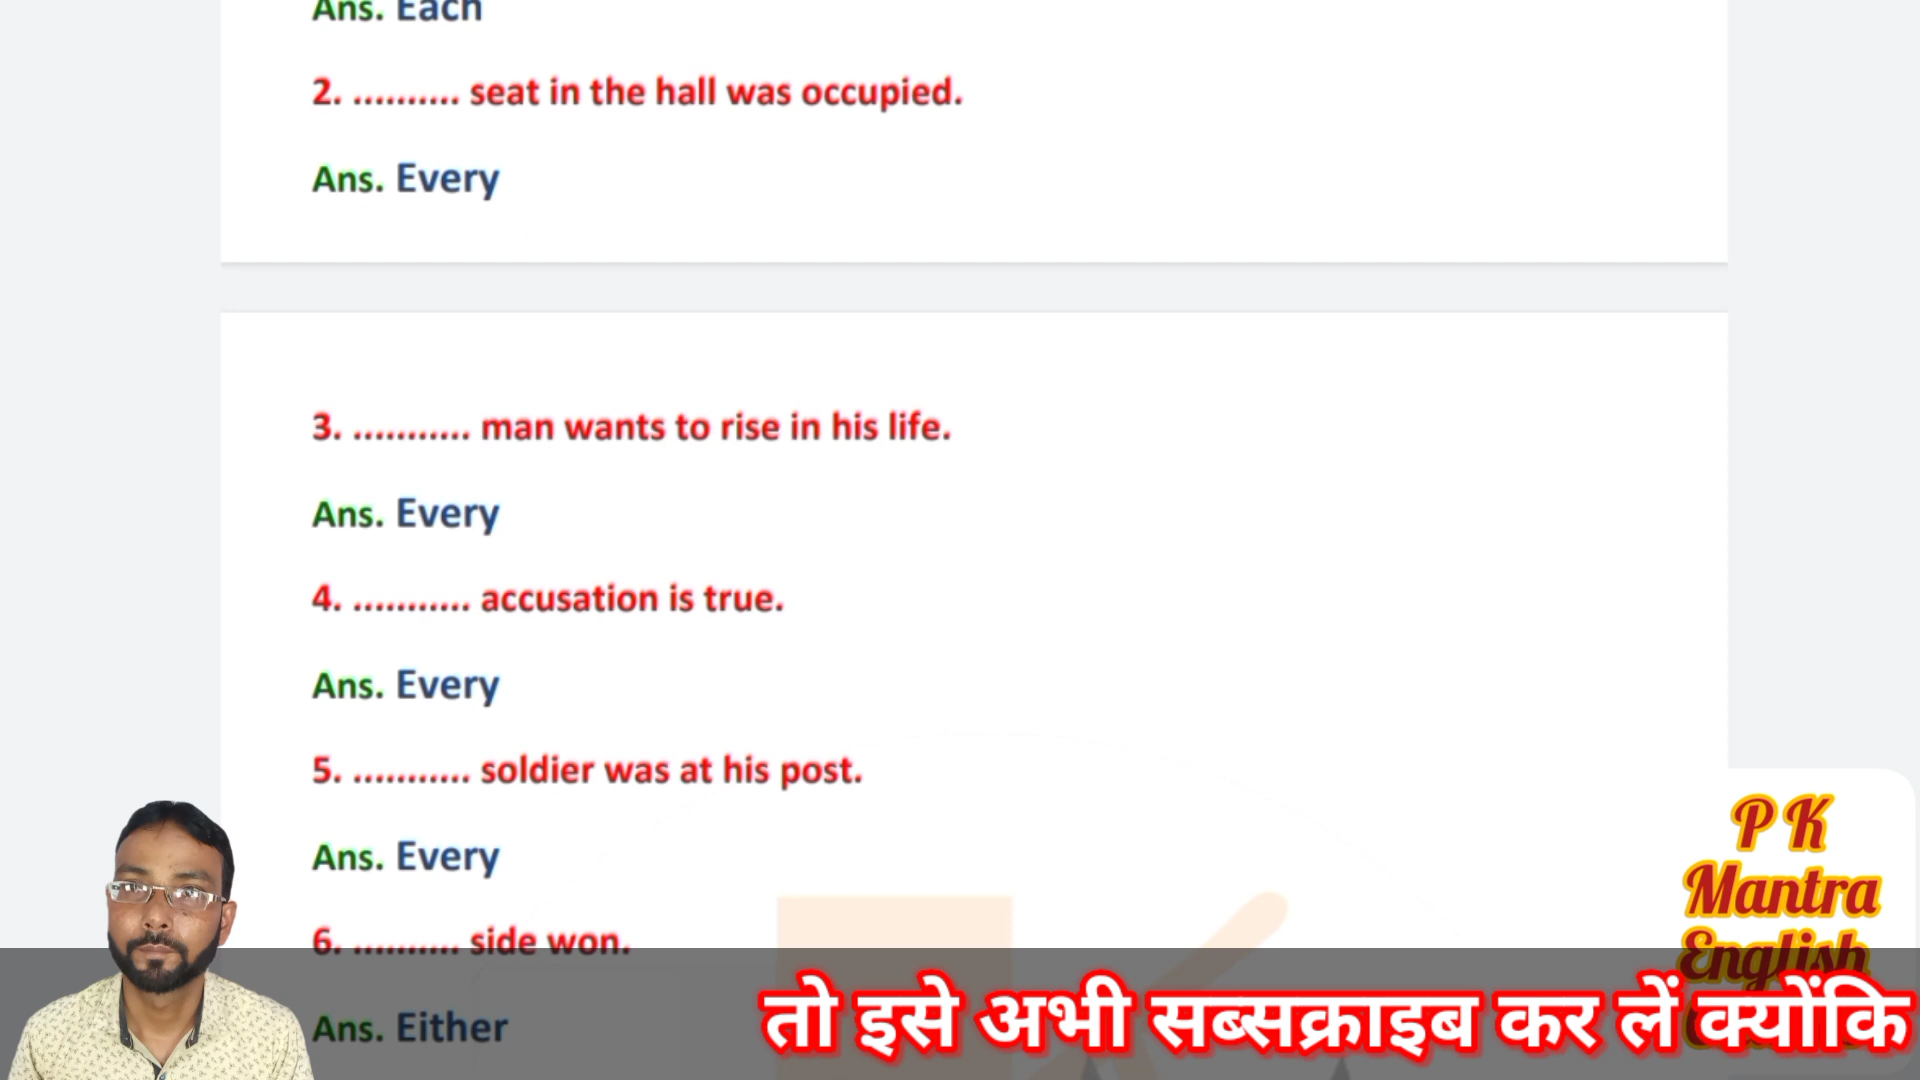 Ans. Each
2. .......... seat in the hall was occupied.
Ans. Every
3. ........... man wants to rise in his life.
Ans. Every
4. ........... accusation is true.
Ans. Every
5. ........... soldier was at his post.
Ans. Every
6. .......... side won.
Ans. Either
P K
Mantra
English
तो इसे अभी सब्सक्राइब कर लें क्योंकि